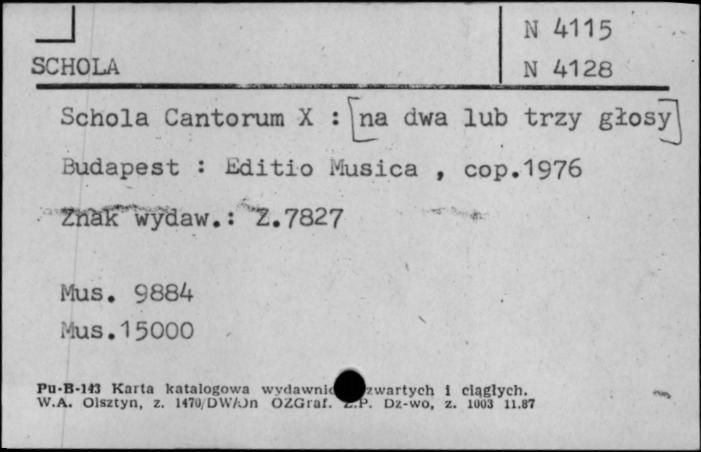 N 4115
SCHOLA
N 4128
Schola Cantorum X : [na dwa lub trzy głosy]
Budapest : Editio Musica , cop.1976
Znak wydaw.: Z.7827
Mus. 9884
Mus.15000
Pu-B-143 Karta katalogowa wydawnic zwartych i ciągłych.
W.A. Olsztyn, z. 1470/DW/Jn OZGraf. Z.P. Dz-wo, z. 1003 11.87